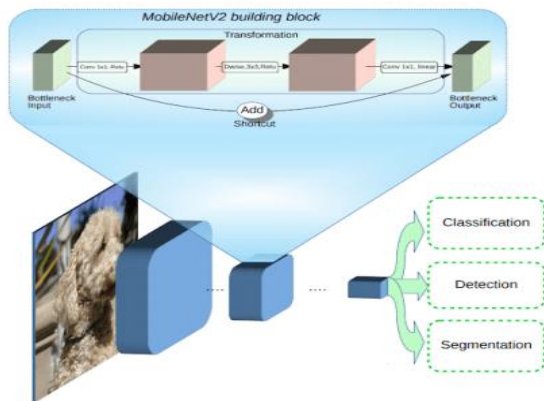 MobileNetV2 building block
Transformation
Conv 1x1, Relu
Dwise,3x3,Relu
Conv 1x1, linear
Bottleneck
Input
Add
Shortcut
Bottleneck
Output
Classification
Detection
Segmentation